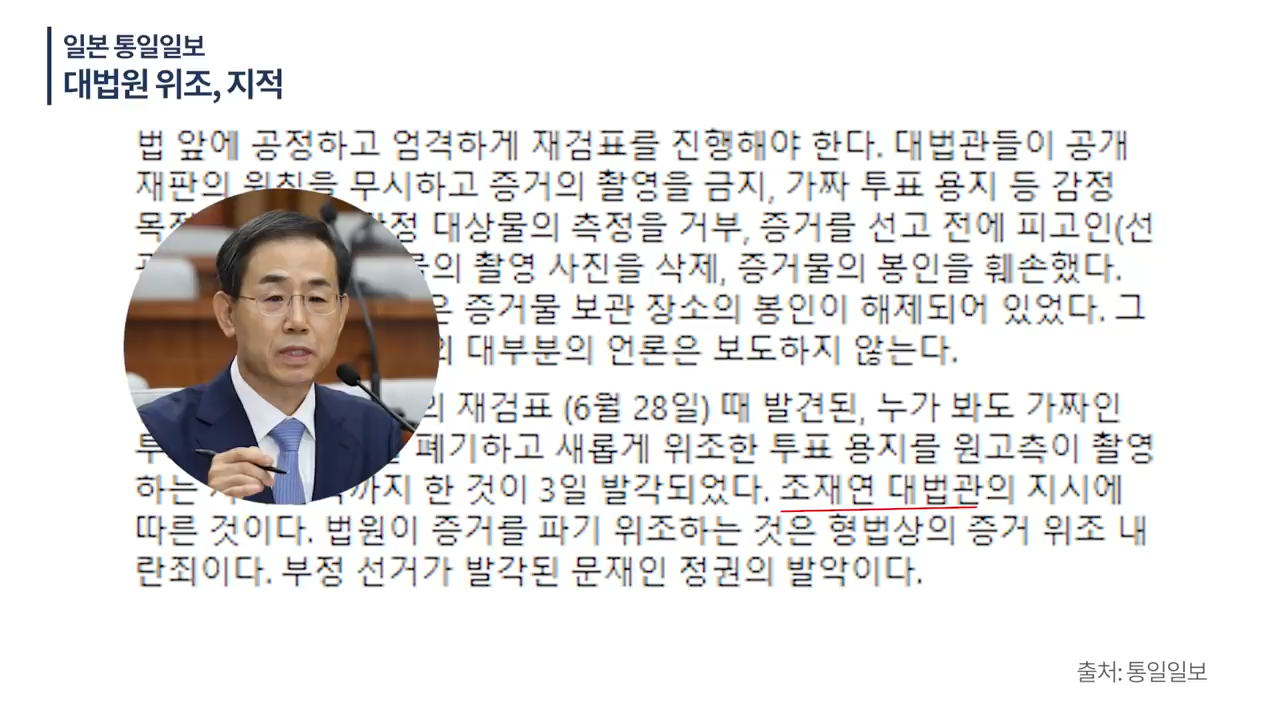 일본 통일일보
대법원 위조, 지적
법 앞에 공정하고 엄격하게 재검표를 진행해야 한다. 대법관들이 공개
재판의 원칙을 무시하고 증거의 촬영을 금지, 가짜 투표 용지 등 감정
대상물의 측정을 거부, 증거를 선고 전에 피고인(선
촬영 사진을 삭제, 증거물의 봉인을 훼손했다.
증거물 보관 장소의 봉인이 해제되어 있었다. 그
대부분의 언론은 보도하지 않는다.
재검표 (6월 28일) 때 발견된, 누가 봐도 가짜인
폐기하고 새롭게 위조한 투표 용지를 원고측이 촬영
하는 한 것이 3일 발각되었다. 조재연 대법관의 지시에
따른 것이다. 법원이 증거를 파기 위조하는 것은 형법상의 증거 위조 내
란죄이다. 부정 선거가 발각된 문재인 정권의 발악이다.
출처: 통일일보